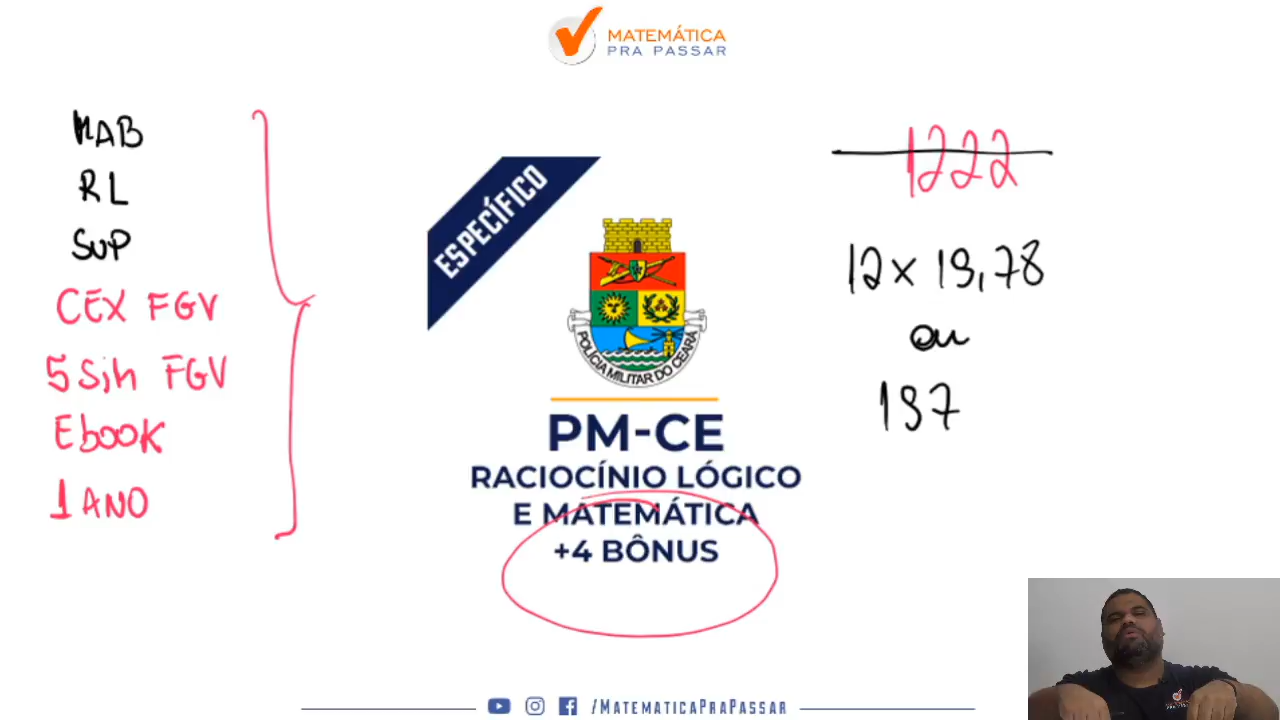 MATEMÁTICA
PRA PASSAR
MAB
RL
SUP
CEX FGV
5 Sim FGV
Ebook
1 ANO
ESPECÍFICO
POLÍCIA MILITAR DO CEARÁ
PM-CE
RACIOCÍNIO LÓGICO
E MATEMÁTICA
+4 BÔNUS
1222
12 x 19,78
ou
197
/MATEMATICAPRAPASSAR